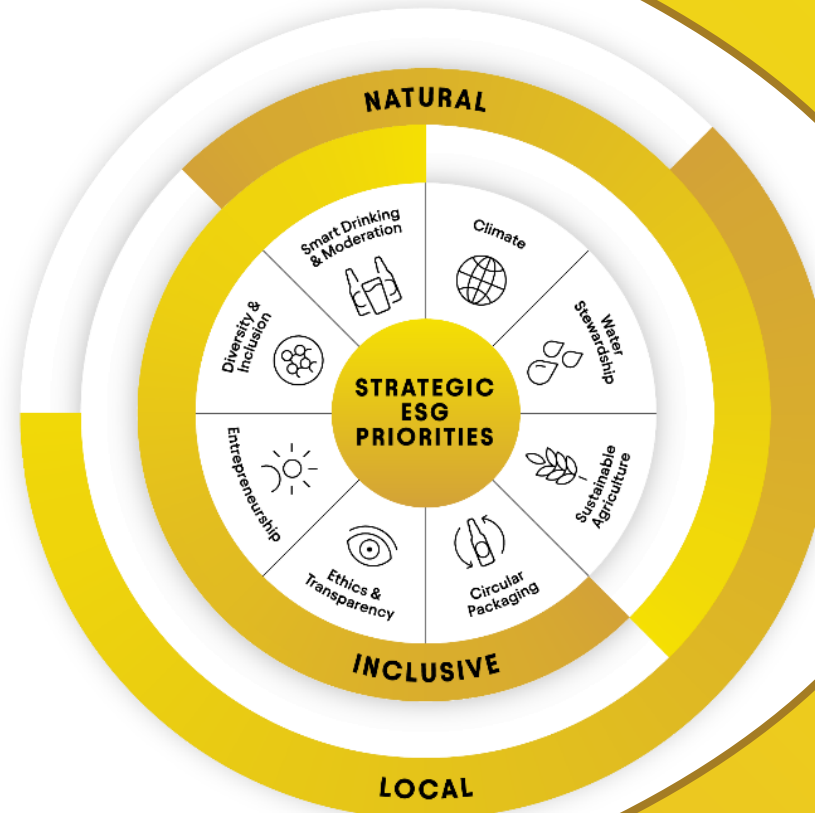 NATURAL
Smart Drinking
& Moderation
Climate
Water
Stewardship
Sustainable
Agriculture
Circular
Packaging
Ethics &
Transparency
Entrepreneurship
Diversity &
Inclusion
STRATEGIC
ESG
PRIORITIES
INCLUSIVE
LOCAL